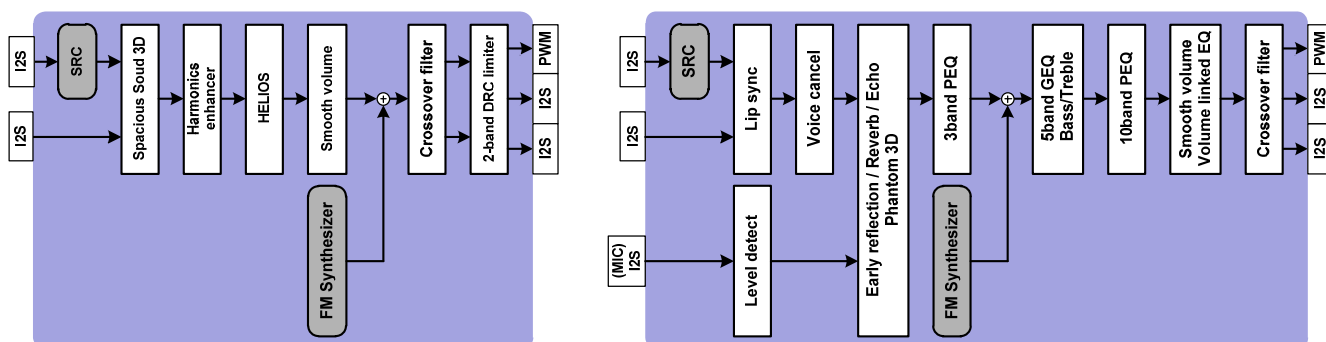 I2S
SRC
I2S
Spacious Soud 3D
Harmonics
enhancer
HELIOS
Smooth volume
FM Synthesizer
+
Crossover filter
2-band DRC limiter
PWM
I2S
I2S
I2S
SRC
I2S
(MIC)
I2S
Lip sync
Level detect
Voice cancel
Early reflection / Reverb / Echo
Phantom 3D
3band PEQ
FM Synthesizer
+
5band GEQ
Bass/Treble
10band PEQ
Smooth volume
Volume linked EQ
Crossover filter
PWM
I2S
I2S